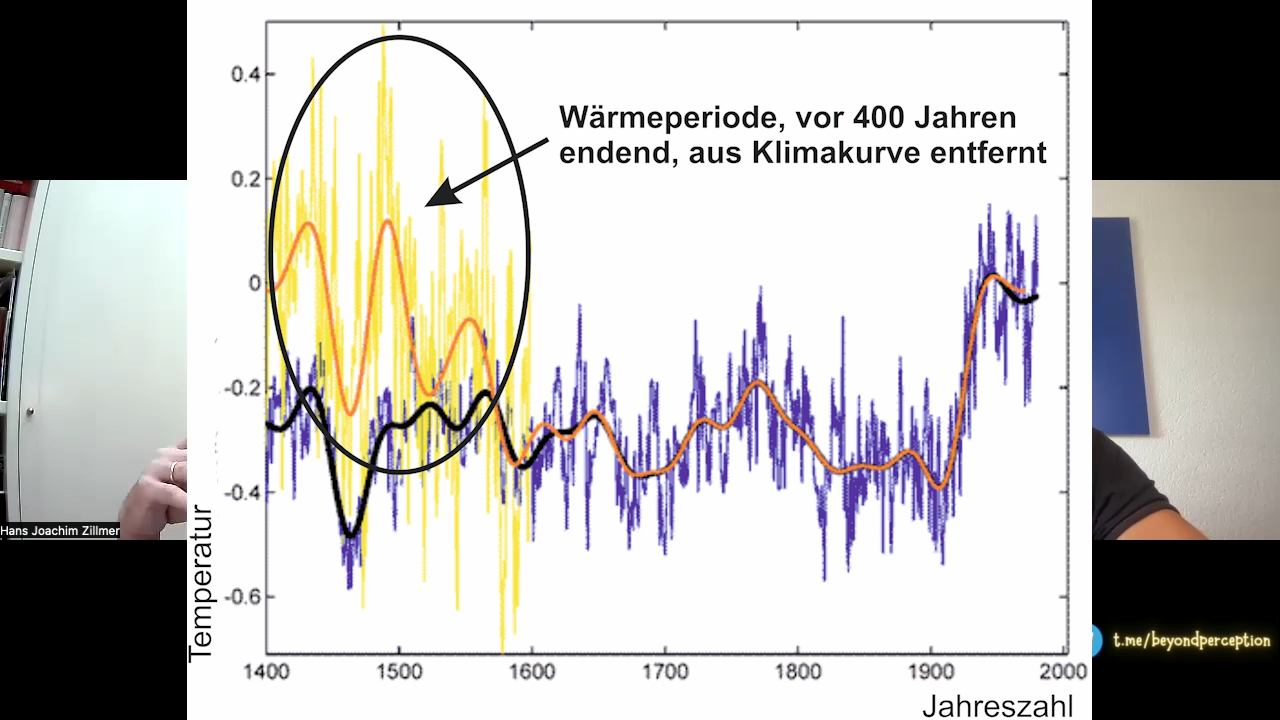 Wärmeperiode, vor 400 Jahren
endend, aus Klimakurve entfernt
0.4
0.2
0
-0.2
-0.4
-0.6
Temperatur
1400 1500 1600 1700 1800 1900 2000
Jahreszahl
Hans Joachim Zillmer
t.me/beyondperception